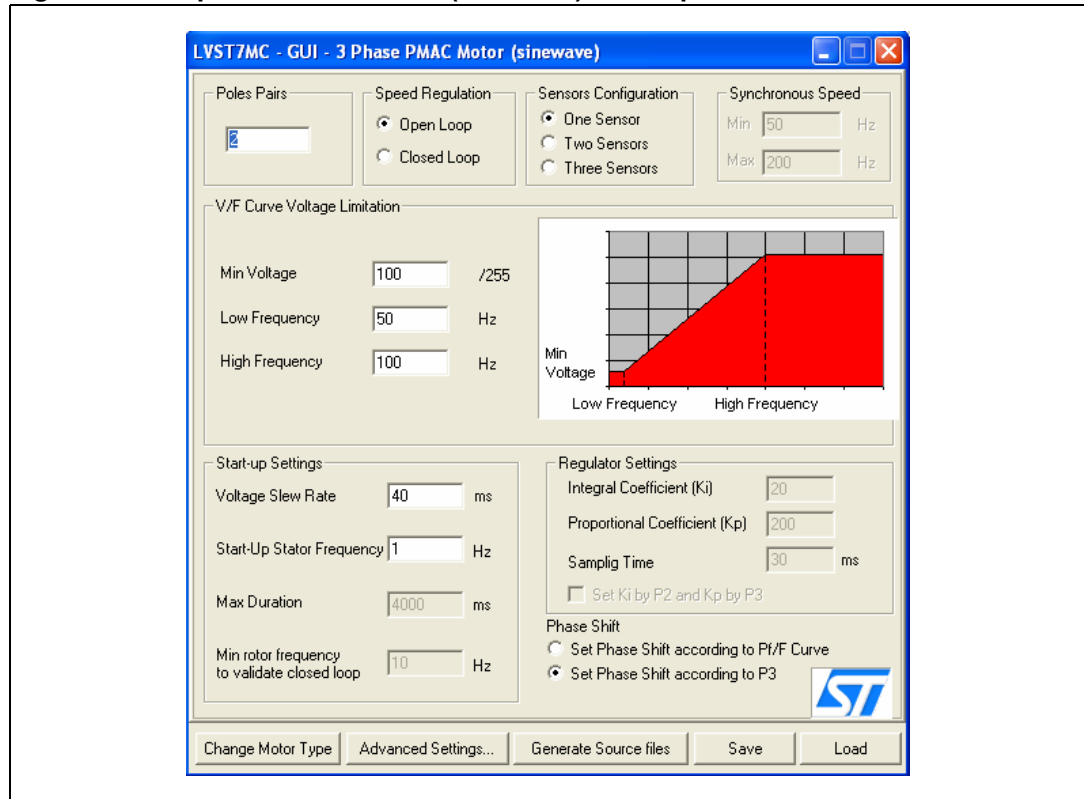 LVST7MC - GUI - 3 Phase PMAC Motor (sinewave)
Poles Pairs
2
Speed Regulation
Open Loop
Closed Loop
Sensors Configuration
One Sensor
Two Sensors
Three Sensors
Synchronous Speed
Min 50 Hz
Max 200 Hz
V/F Curve Voltage Limitation
Min Voltage 100 /255
Low Frequency 50 Hz
High Frequency 100 Hz
Min
Voltage
Low Frequency High Frequency
Start-up Settings
Voltage Slew Rate 40 ms
Start-Up Stator Frequency 1 Hz
Max Duration 4000 ms
Min rotor frequency
to validate closed loop 10 Hz
Regulator Settings
Integral Coefficient (Ki) 20
Proportional Coefficient (Kp) 200
Samplig Time 30 ms
Set Ki by P2 and Kp by P3
Phase Shift
Set Phase Shift according to Pf/F Curve
Set Phase Shift according to P3
ST
Change Motor Type Advanced Settings... Generate Source files Save Load